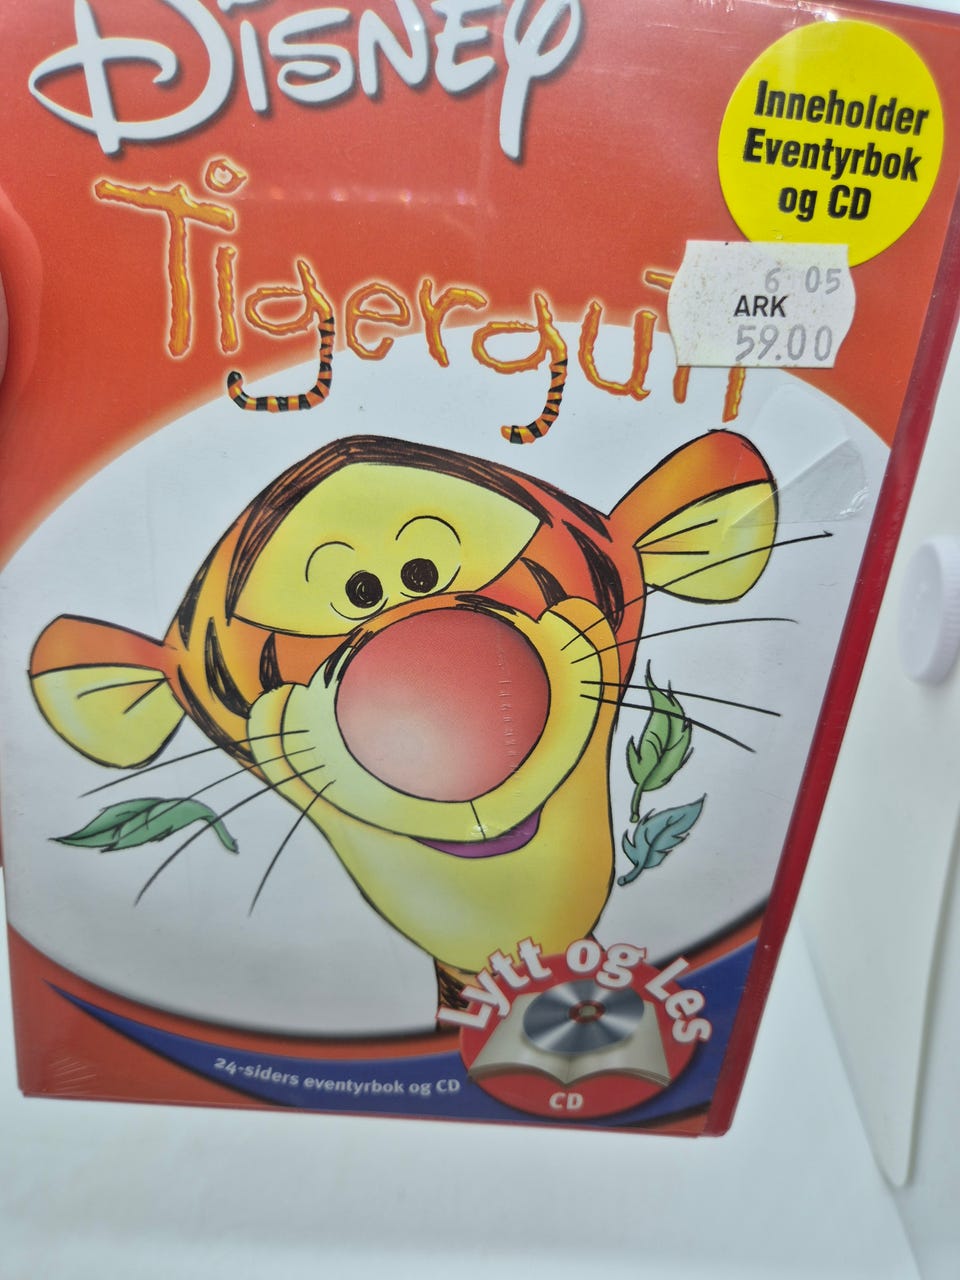 DISNEY
Inneholder
Eventyrbok
og CD
6 05
ARK
59.00
Lytt og Les
24-siders eventyrbok og CD
CD